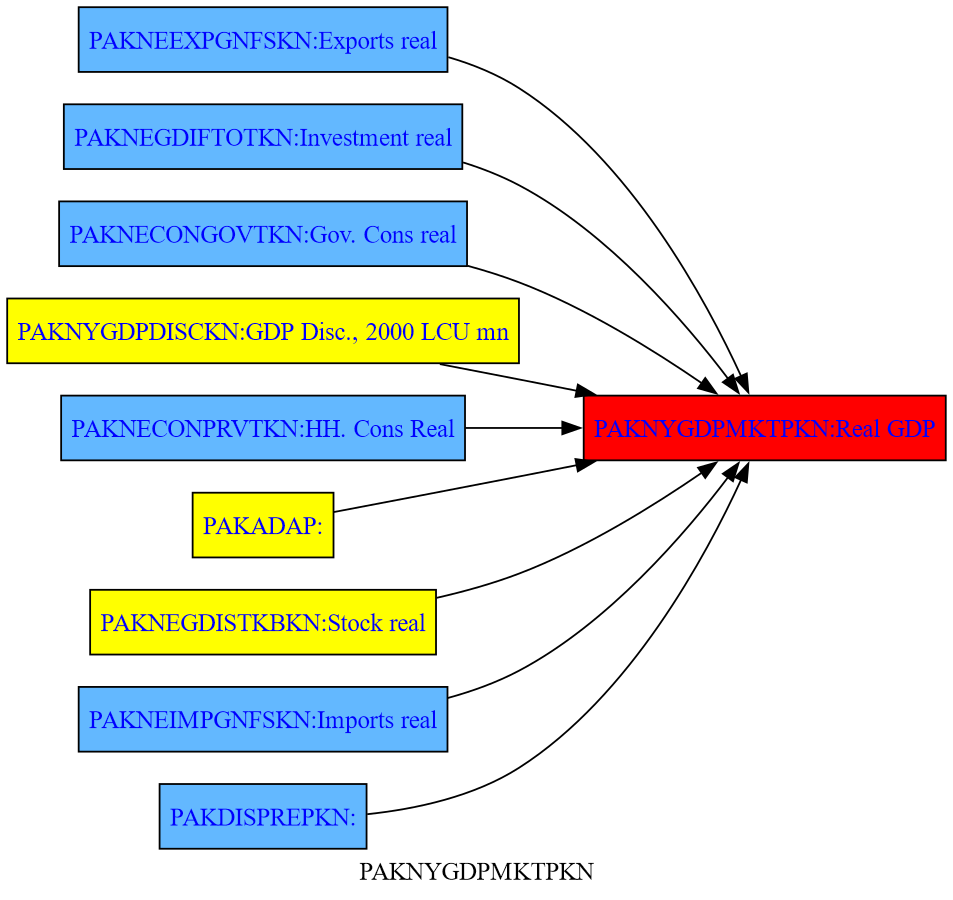 PAKNEEXPGNFSKN:Exports real
PAKNEGDIFTOTKN:Investment real
PAKNECONGOVTKN:Gov. Cons real
PAKNYGDPDISCKN:GDP Disc., 2000 LCU mn
PAKNECONPRVTKN:HH. Cons Real
PAKNYGDPMKTPKN:Real GDP
PAKADAP:
PAKNEGDISTKBKN:Stock real
PAKNEIMPGNFSKN:Imports real
PAKDISPREPKN:
PAKNYGDPMKTPKN